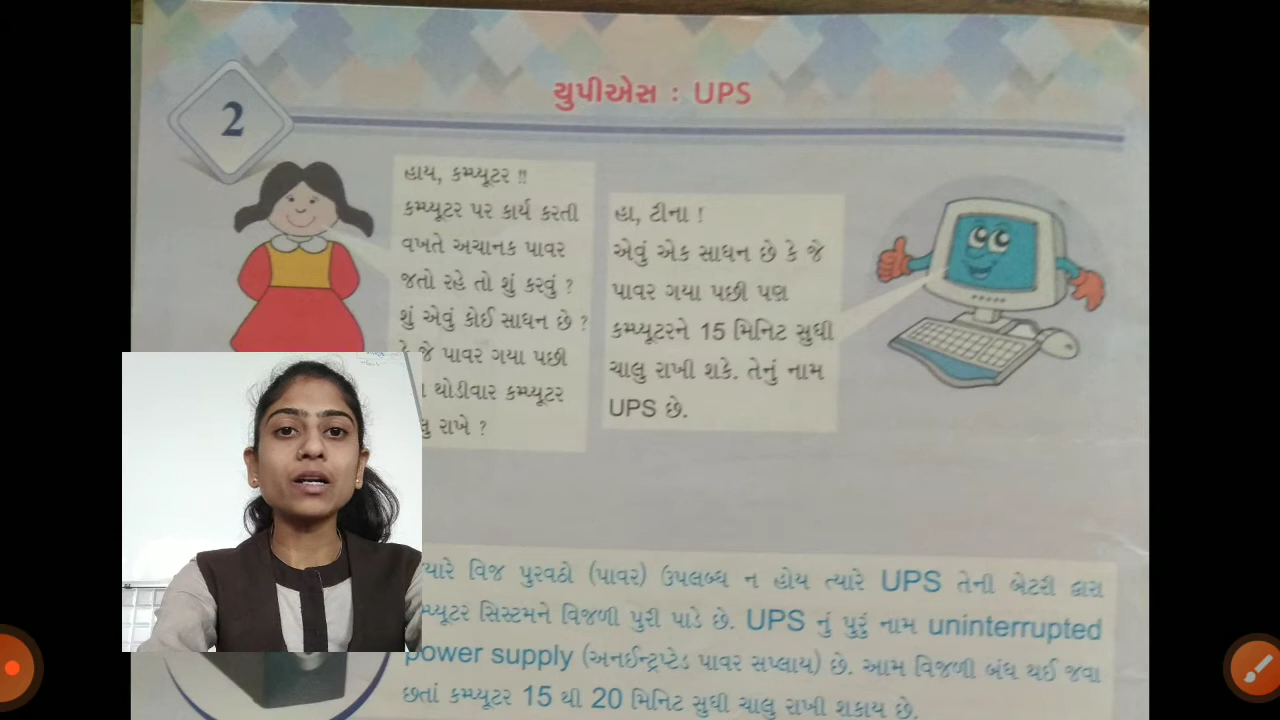 યુપીએસ : UPS
2
હાય, કમ્પ્યૂટર !!
કમ્પ્યૂટર પર કાર્ય કરતી
વખતે અચાનક પાવર
જતો રહે તો શું કરવું ?
શું એવું કોઈ સાધન છે ?
જે પાવર ગયા પછી
થોડીવાર કમ્પ્યૂટર
રાખે ?
હા, ટીના !
એવું એક સાધન છે કે જે
પાવર ગયા પછી પણ
કમ્પ્યૂટરને 15 મિનિટ સુધી
ચાલુ રાખી શકે. તેનું નામ
UPS છે.
વિજ પુરવઠો (પાવર) ઉપલબ્ધ ન હોય ત્યારે UPS તેની બેટરી દ્વારા
સિસ્ટમને વિજળી પુરી પાડે છે. UPS નું પુરું નામ uninterrupted
power supply (અનઈન્ટ્રપ્ટેડ પાવર સપ્લાય) છે. આમ વિજળી બંધ થઈ જવા
છતાં કમ્પ્યૂટર 15 થી 20 મિનિટ સુધી ચાલુ રાખી શકાય છે.